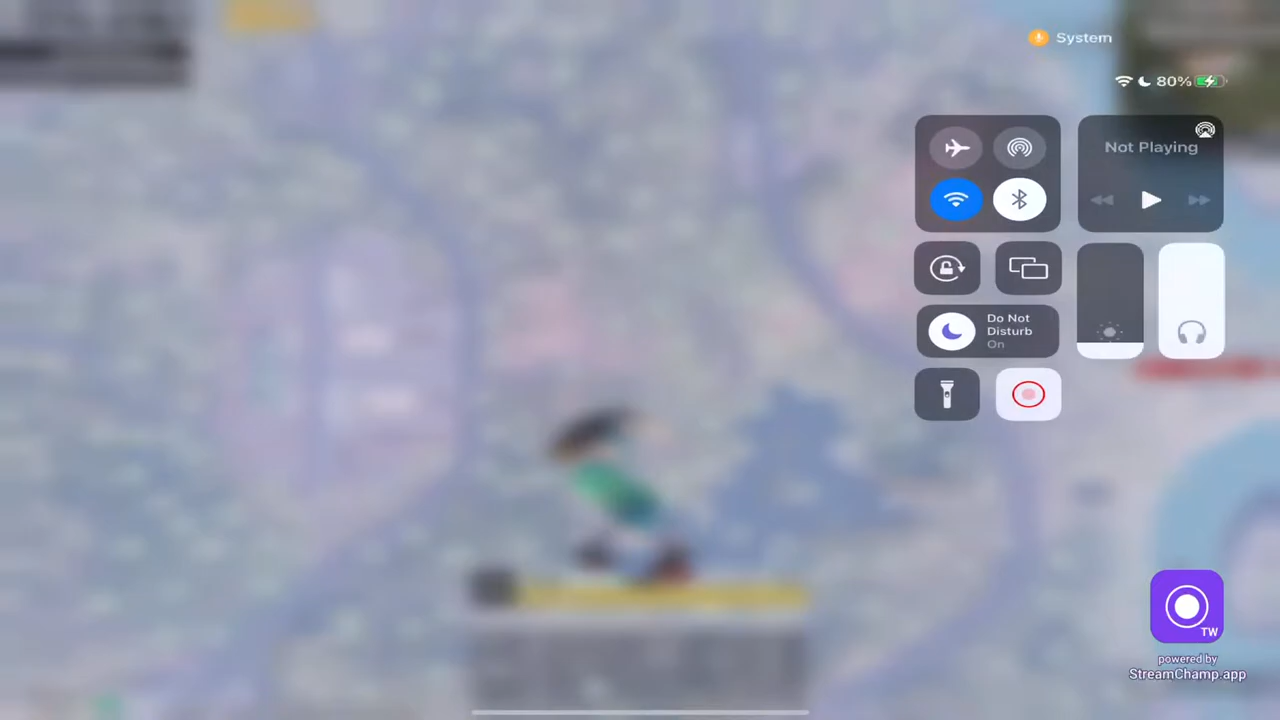 System
80%
Not Playing
Do Not
Disturb
On
TW
powered by
StreamChamp.app